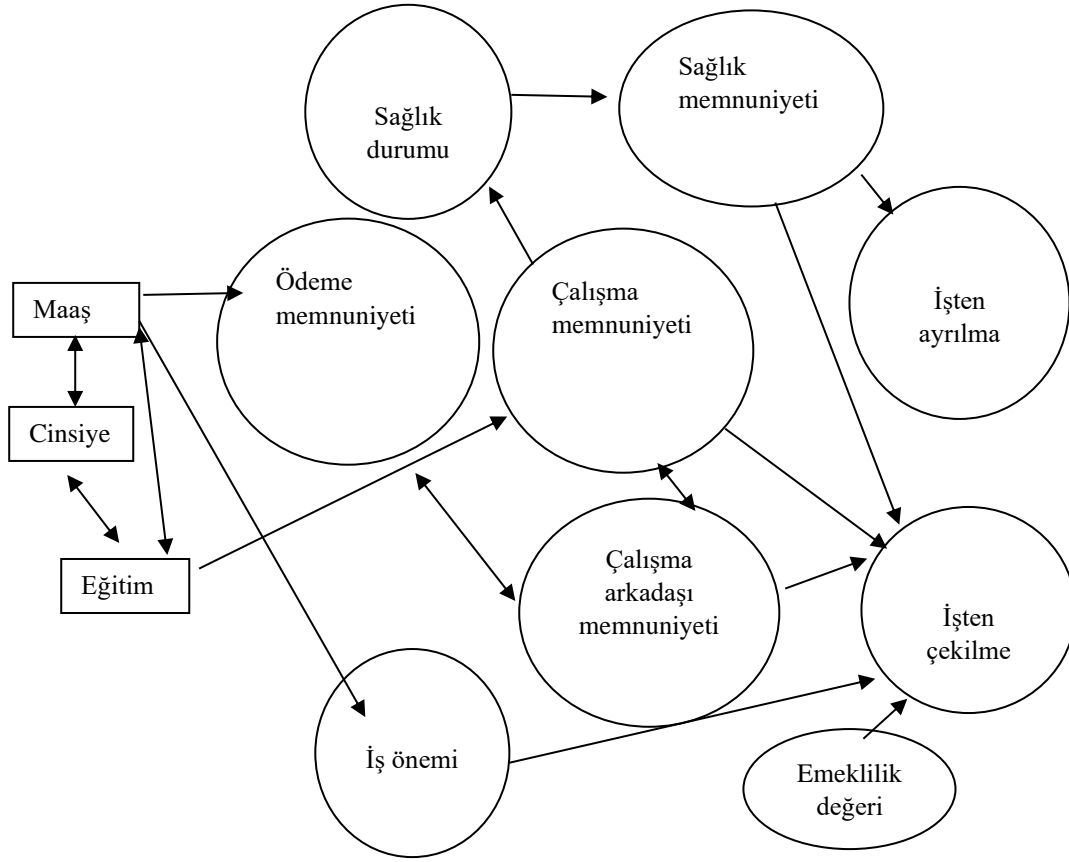 Sağlık
memnuniyeti
Sağlık
durumu
Ödeme
memnuniyeti
Çalışma
memnuniyeti
Maaş
İşten
ayrılma
Cinsiye
Eğitim
Çalışma
arkadaşı
memnuniyeti
İşten
çekilme
İş önemi
Emeklilik
değeri